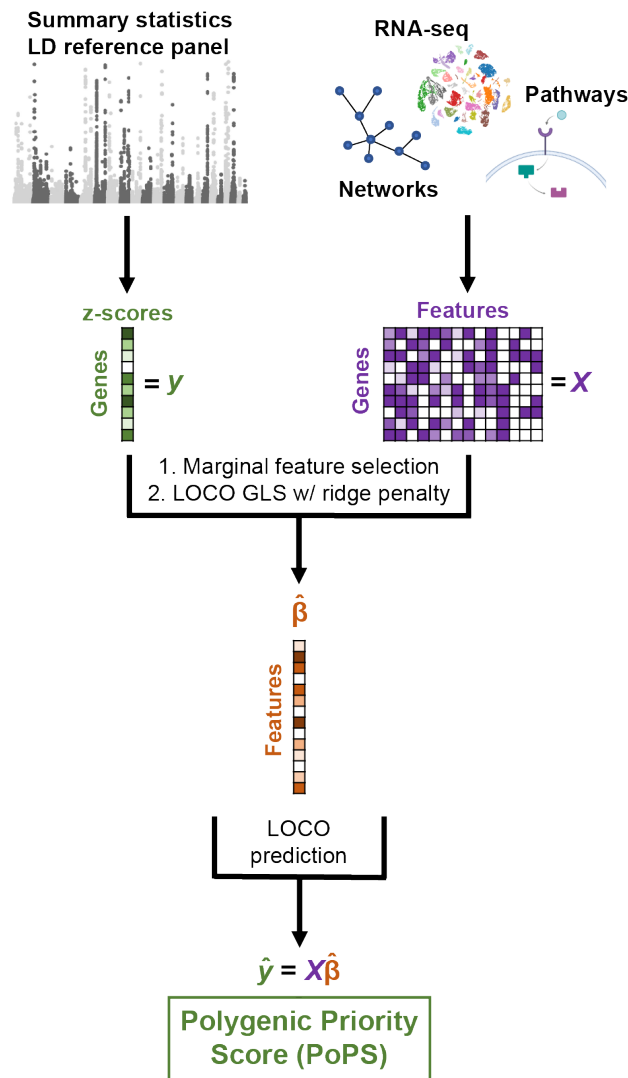 Summary statistics
LD reference panel
RNA-seq
Pathways
Networks
z-scores
Genes
= y
Features
Genes
= X
1. Marginal feature selection
2. LOCO GLS w/ ridge penalty
β̂
Features
LOCO
prediction
ŷ = Xβ̂
Polygenic Priority
Score (PoPS)